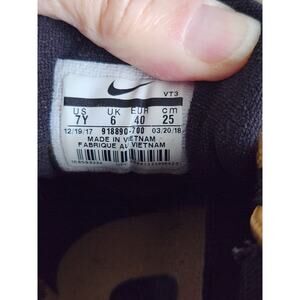 VT3
US UK EUR cm
7Y 6 40 25
12/19/17 918890-700 03/20/18
MADE IN VIETNAM
FABRIQUE AU VIETNAM